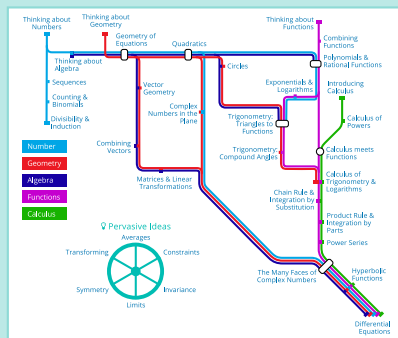 Thinking about
Numbers
Thinking about
Geometry
Thinking about
Functions
Geometry of
Equations
Quadratics
Combining
Functions
Thinking about
Algebra
Polynomials &
Rational Functions
Circles
Sequences
Vector
Geometry
Exponentials &
Logarithms
Introducing
Calculus
Counting &
Binomials
Complex
Numbers in the
Plane
Divisibility &
Induction
Trigonometry:
Triangles to
Functions
Calculus of
Powers
Number
Geometry
Algebra
Functions
Calculus
Combining
Vectors
Trigonometry:
Compound Angles
Calculus meets
Functions
Matrices & Linear
Transformations
Calculus of
Trigonometry &
Logarithms
Chain Rule &
Integration by
Substitution
Product Rule &
Integration by
Parts
Power Series
Pervasive Ideas
Averages
Transforming
Constraints
Symmetry
Invariance
Limits
The Many Faces of
Complex Numbers
Hyperbolic
Functions
Differential
Equations